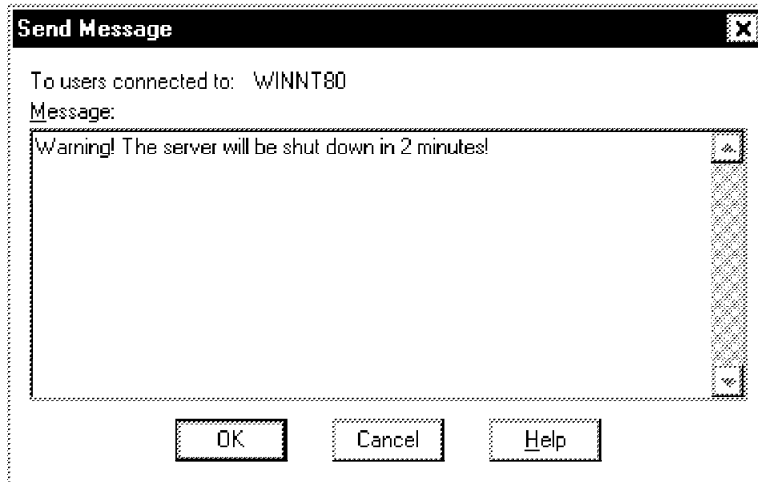 Send Message
To users connected to: WINNT80
Message:
Warning! The server will be shut down in 2 minutes!
OK Cancel Help